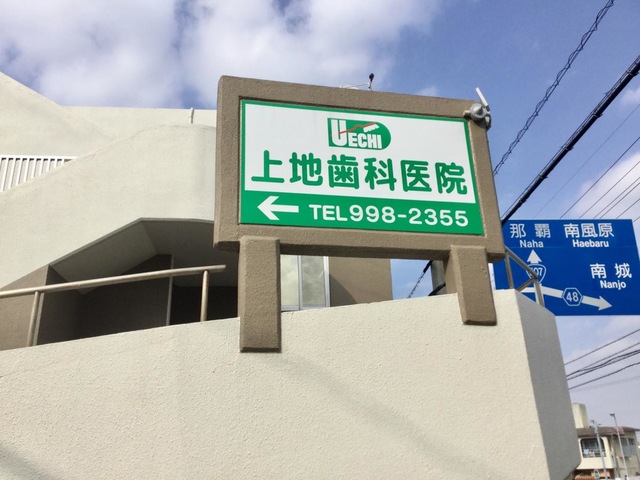 UECHI
上地歯科医院
TEL998-2355
那覇 南風原
Naha Haebaru
507
南城
Nanjo
48